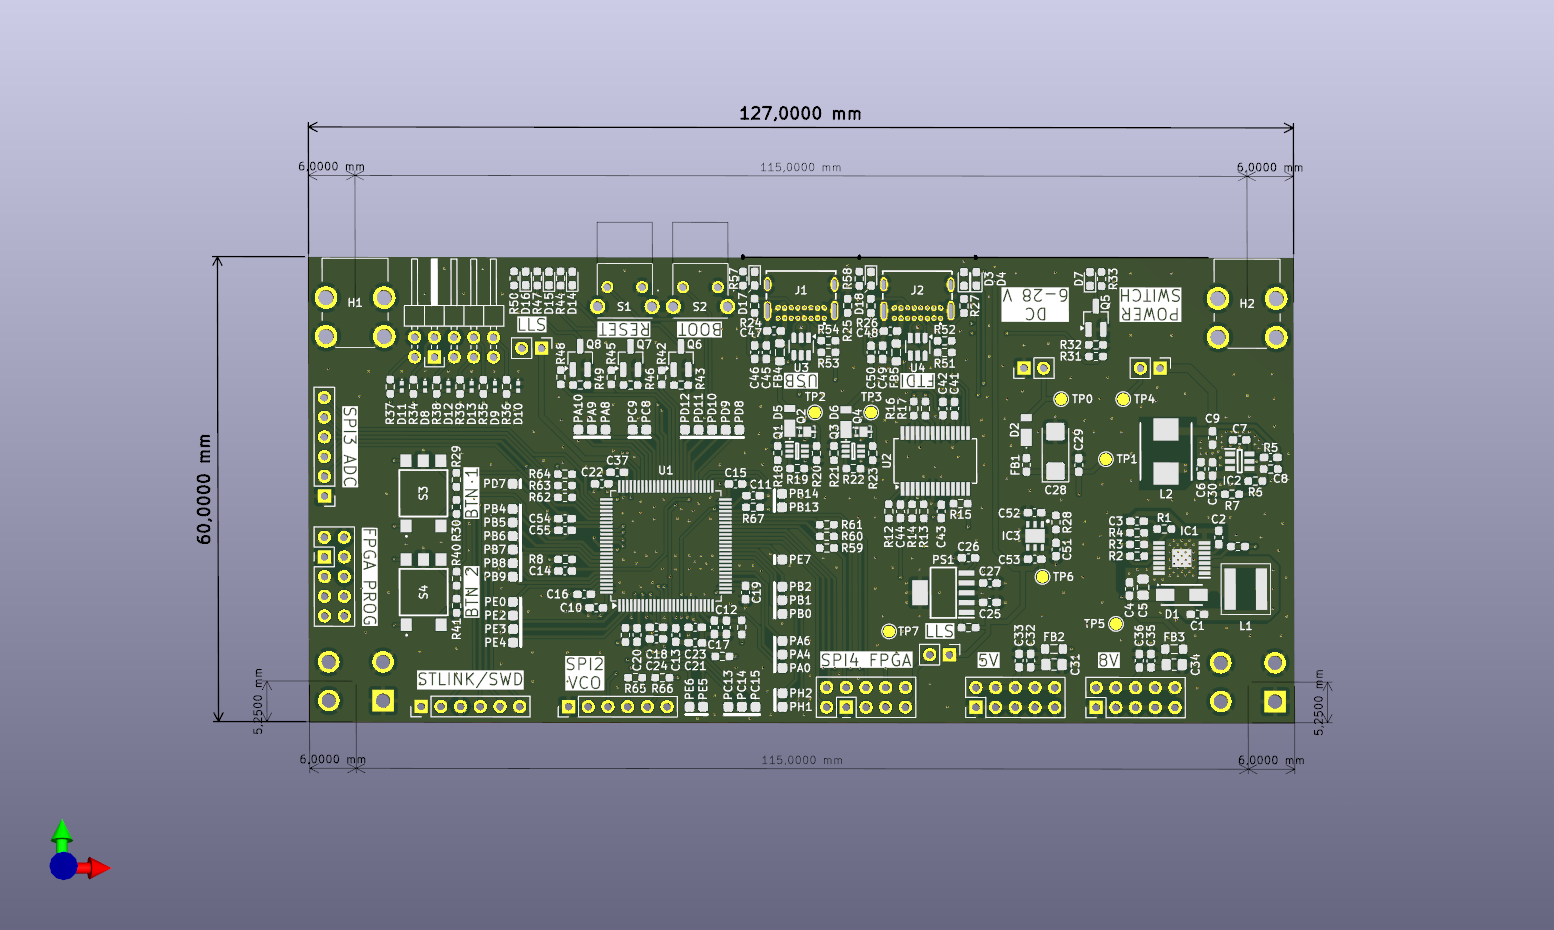 127,0000 mm
6,0000 mm
115,0000 mm
6,0000 mm
60,0000 mm
H1
R50
D16
R47
D15
R44
D14
S1
S2
R57
D17
J1
R58
D18
J2
D3
D4
D7
R33
H2
LLS
RESET
BOOT
R24
C47
R54
R25
R26
C48
R52
R27
6-28 V
DC
Q5
POWER
SWITCH
R48
Q8
R45
Q7
R42
Q6
R49
R46
R43
C46
C45
FB4
U3
R53
C50
C49
FB5
U4
R51
R32
R31
USB
FTDI
C42
C41
R37
D11
R34
D8
R38
D12
R39
D13
R35
D9
R36
D10
PA10
PA9
PA8
PC9
PC8
PD12
PD11
PD10
PD9
PD8
TP2
TP3
R16
R17
TP0
TP4
SPI3 ADC
D5
Q2
Q1
D6
Q4
Q3
U2
D2
C29
C9
C7
R5
TP1
FB1
S3
R29
BTN 1
R64
R63
R62
C22
C37
U1
C15
C11
R67
R18
R19
R20
R21
R22
R23
C28
L2
C6
C30
IC2
R6
C8
R7
PD7
PB14
PB13
R30
PB4
PB5
PB6
PB7
PB8
PB9
C54
C55
R61
R60
R59
R12
C44
R14
R13
C43
R15
C52
R28
IC3
C53
C51
C3
R4
R3
R2
R1
IC1
C2
FPGA PROG
R40
BTN 2
S4
R41
R8
C14
PE7
PS1
C26
C27
C25
TP6
C16
C10
C19
C12
PB2
PB1
PB0
C4
C5
D1
C1
L1
PE0
PE2
PE3
PE4
C20
C18
C24
C13
C23
C21
C17
PA6
PA4
PA0
TP7
LLS
TP5
C33
C32
FB2
C31
C36
C35
FB3
C34
STLINK/SWD
SPI2
VCO
R65
R66
PE6
PE5
PC13
PC14
PC15
PH2
PH1
SPI4 FPGA
5V
8V
5,2500 mm
5,2500 mm
6,0000 mm
115,0000 mm
6,0000 mm